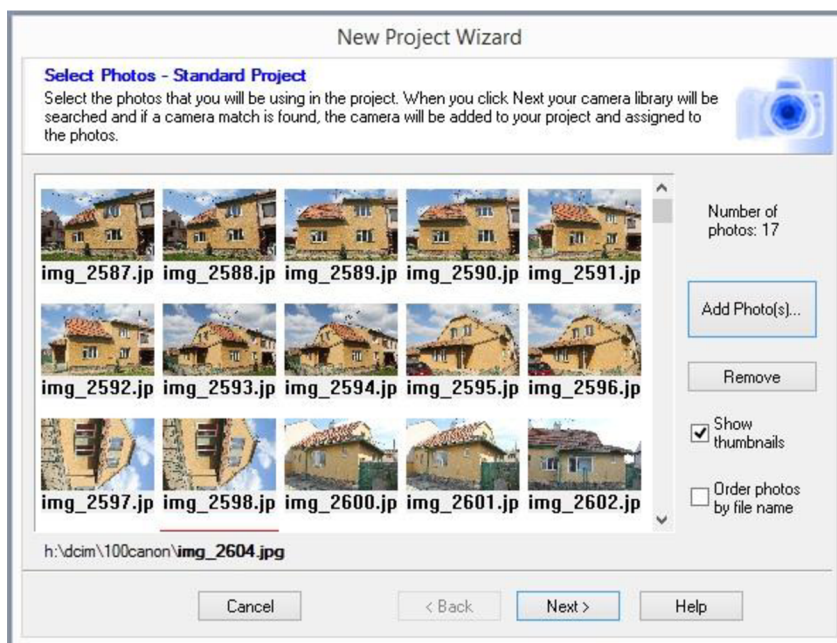 New Project Wizard
Select Photos - Standard Project
Select the photos that you will be using in the project. When you click Next your camera library will be
searched and if a camera match is found, the camera will be added to your project and assigned to
the photos.
img_2587.jp img_2588.jp img_2589.jp img_2590.jp img_2591.jp
img_2592.jp img_2593.jp img_2594.jp img_2595.jp img_2596.jp
img_2597.jp img_2598.jp img_2600.jp img_2601.jp img_2602.jp
Number of
photos: 17
Add Photo(s)...
Remove
Show
thumbnails
Order photos
by file name
h:\dcim\100canon\img_2604.jpg
Cancel
< Back
Next >
Help